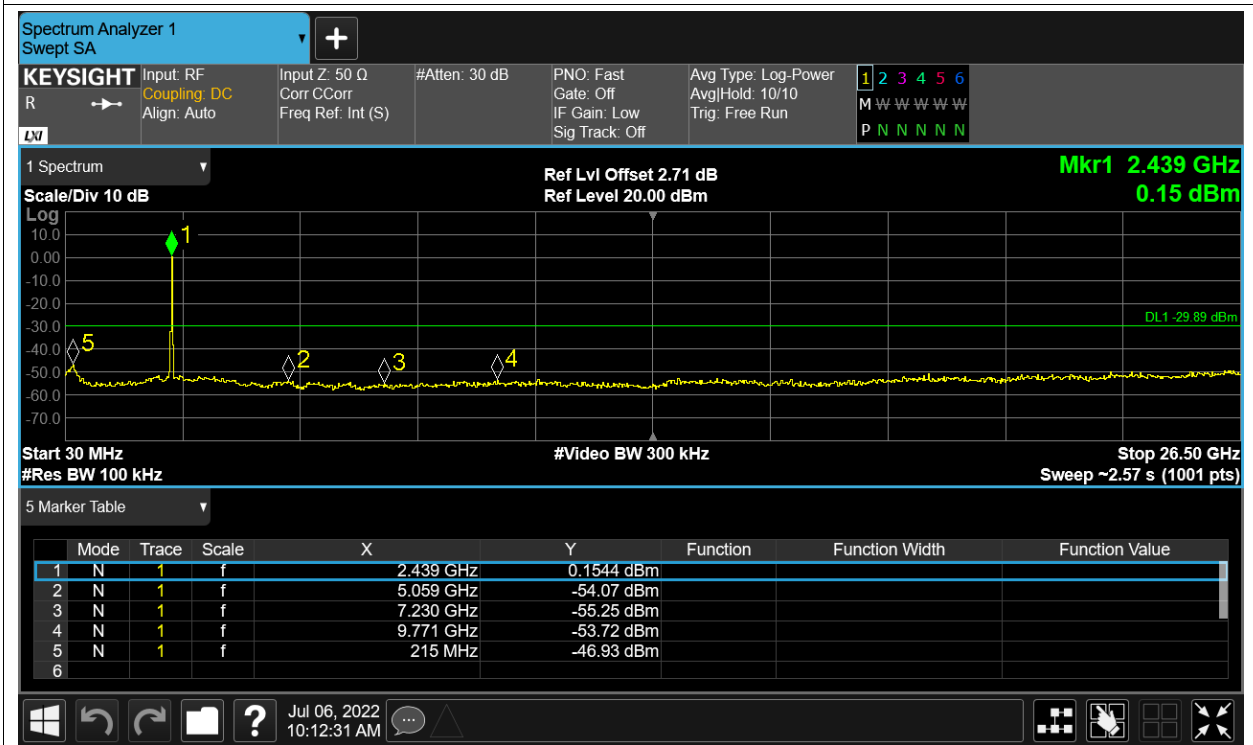 Spectrum Analyzer 1
Swept SA
KEYSIGHT Input: RF Input Z: 50 Ω #Atten: 30 dB PNO: Fast Avg Type: Log-Power 1 2 3 4 5 6
R Coupling: DC Corr CCorr Gate: Off Avg|Hold: 10/10 M W W W W W
Align: Auto Freq Ref: Int (S) IF Gain: Low Trig: Free Run
LXI Sig Track: Off P N N N N N
1 Spectrum Ref Lvl Offset 2.71 dB Mkr1 2.439 GHz
Scale/Div 10 dB Ref Level 20.00 dBm 0.15 dBm
Log
10.0 1
0.00
-10.0
-20.0
DL1 -29.89 dBm
-30.0
-40.0 5 2 3 4
-50.0
-60.0
-70.0
Start 30 MHz #Video BW 300 kHz Stop 26.50 GHz
#Res BW 100 kHz Sweep ~2.57 s (1001 pts)
5 Marker Table
Mode Trace Scale X Y Function Function Width Function Value
1 N 1 f 2.439 GHz 0.1544 dBm
2 N 1 f 5.059 GHz -54.07 dBm
3 N 1 f 7.230 GHz -55.25 dBm
4 N 1 f 9.771 GHz -53.72 dBm
5 N 1 f 215 MHz -46.93 dBm
6
? Jul 06, 2022
10:12:31 AM